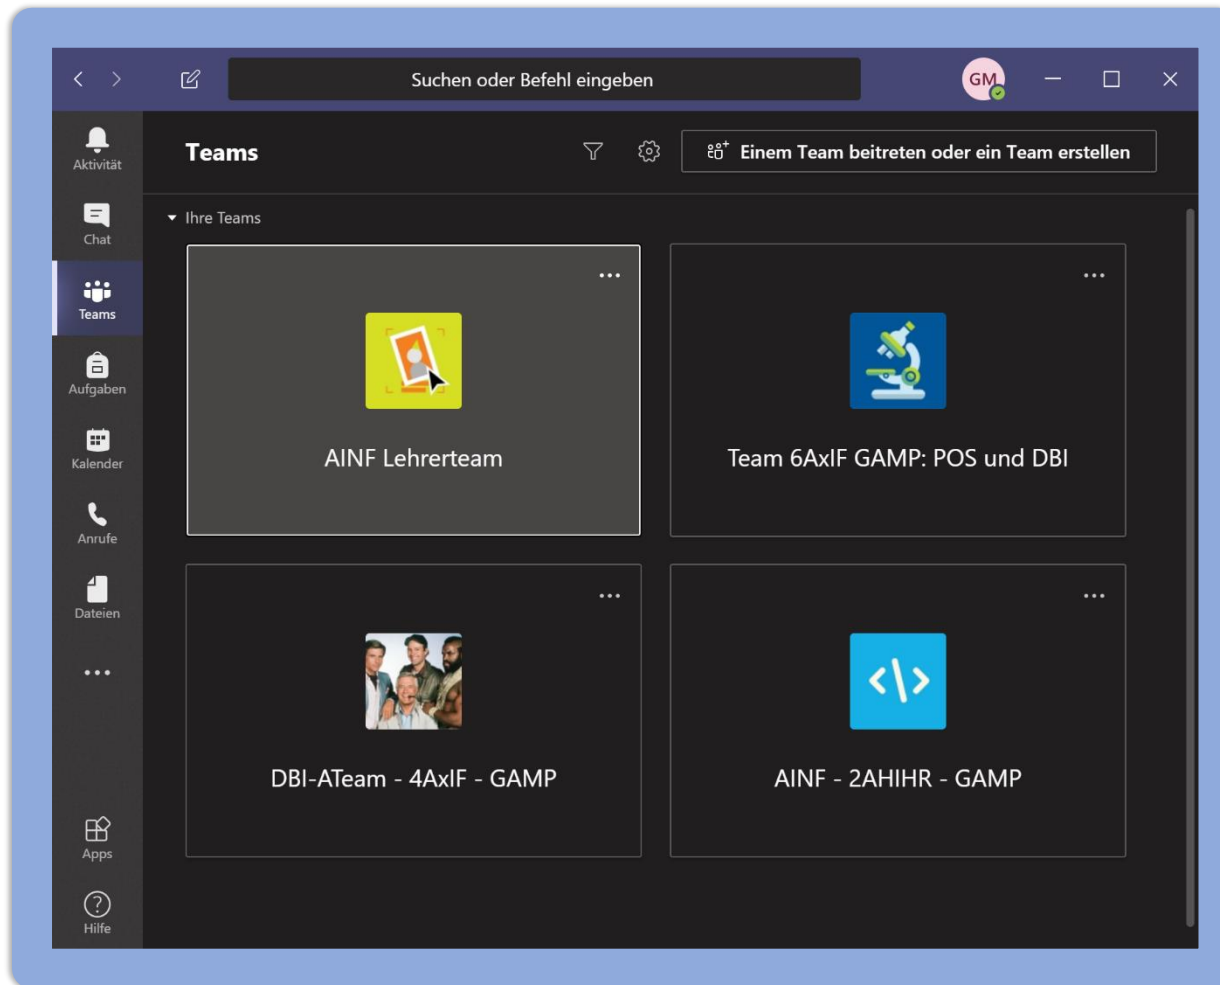 Suchen oder Befehl eingeben
GM
Aktivität
Chat
Teams
Aufgaben
Kalender
Anrufe
Dateien
Apps
Hilfe
Teams
Einem Team beitreten oder ein Team erstellen
Ihre Teams
AINF Lehrerteam
Team 6AxIF GAMP: POS und DBI
DBI-ATeam - 4AxIF - GAMP
AINF - 2AHIHR - GAMP